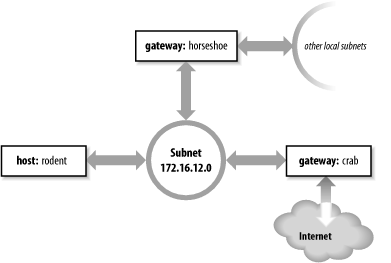 gateway: horseshoe
other local subnets
host: rodent
Subnet
172.16.12.0
gateway: crab
Internet